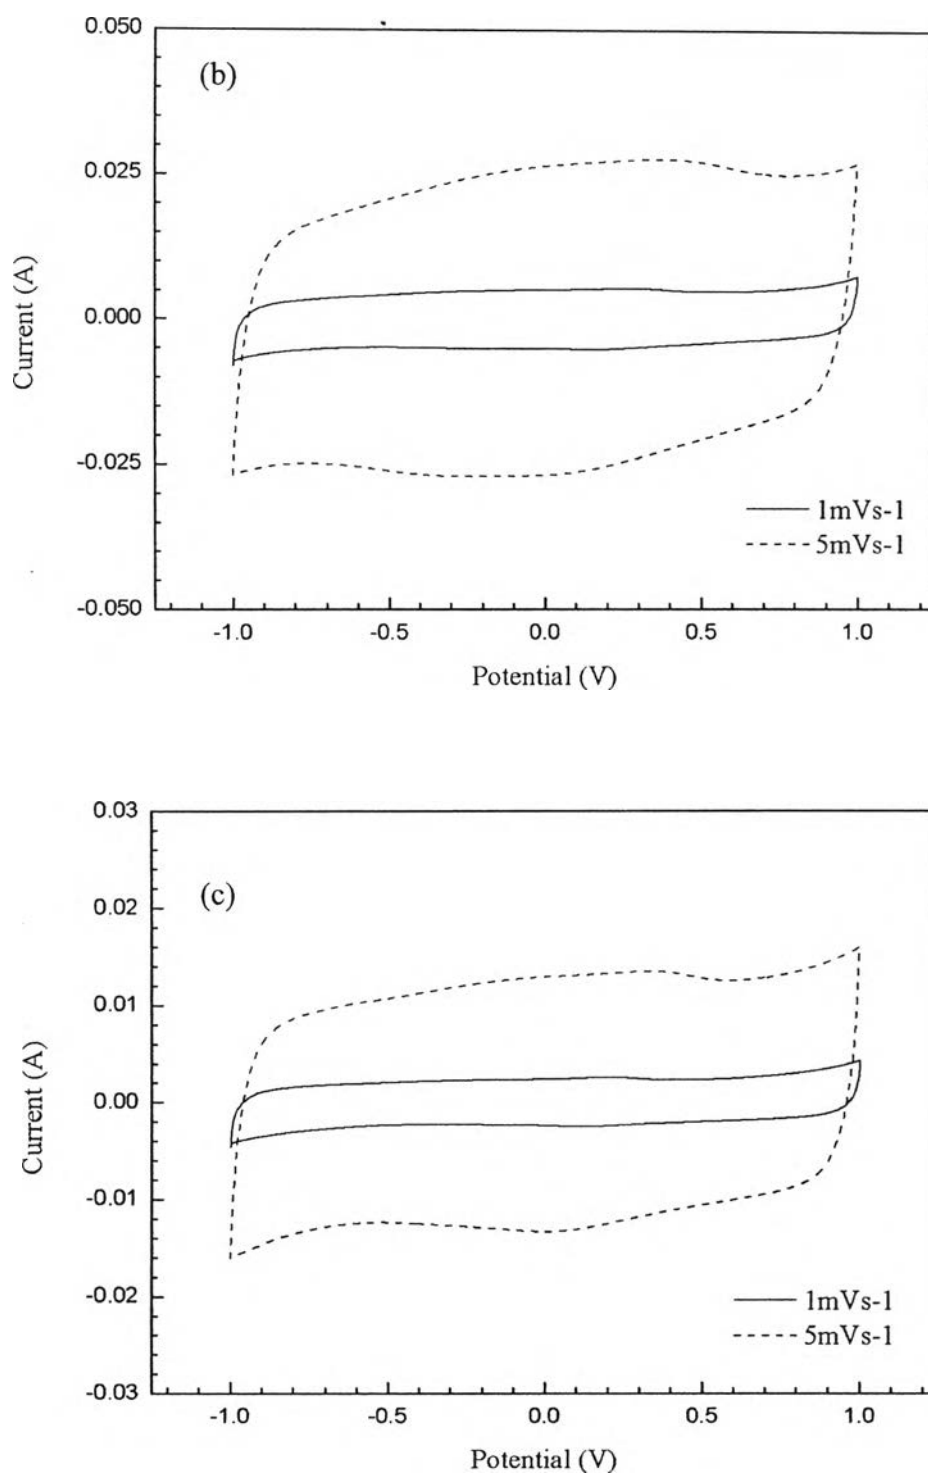 0.050
(b)
0.025
0.000
-0.025
-0.050
Current (A)
1mVs-1
5mVs-1
-1.0 -0.5 0.0 0.5 1.0
Potential (V)
0.03
(c)
0.02
0.01
0.00
-0.01
-0.02
-0.03
Current (A)
1mVs-1
5mVs-1
-1.0 -0.5 0.0 0.5 1.0
Potential (V)